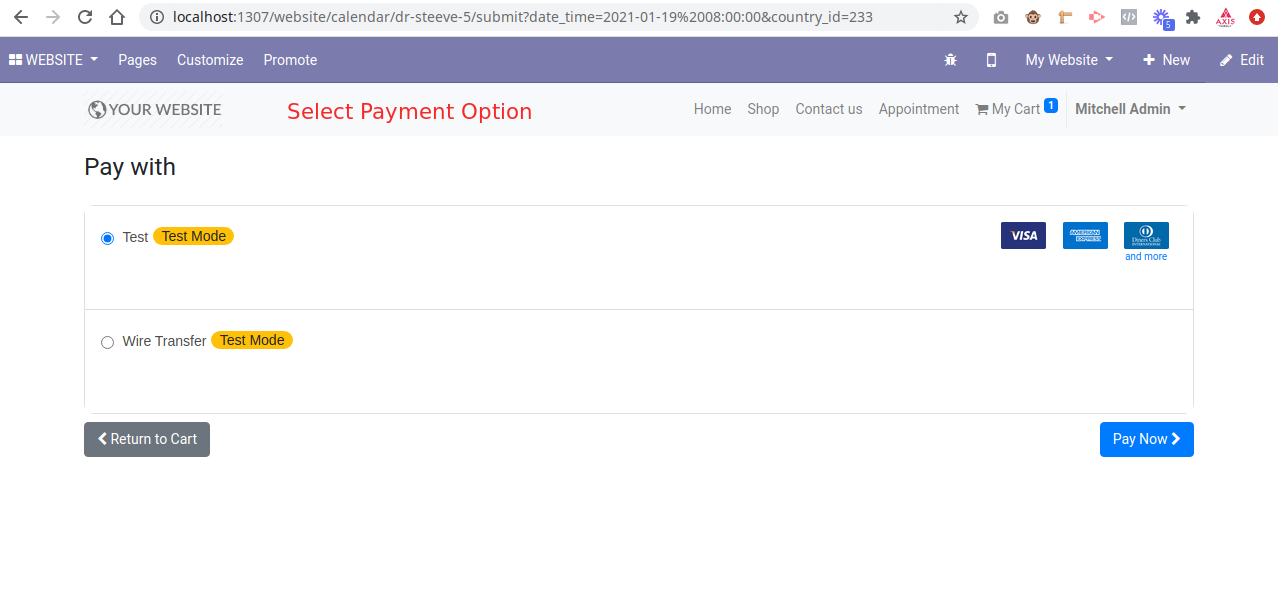 localhost:1307/website/calendar/dr-steeve-5/submit?date_time=2021-01-19%2008:00:00&country_id=233
5
AXIS
WEBSITE Pages Customize Promote My Website New Edit
YOUR WEBSITE Select Payment Option Home Shop Contact us Appointment My Cart 1 Mitchell Admin
Pay with
Test Test Mode VISA AMERICAN EXPRESS Diners Club INTERNATIONAL
and more
Wire Transfer Test Mode
Return to Cart Pay Now